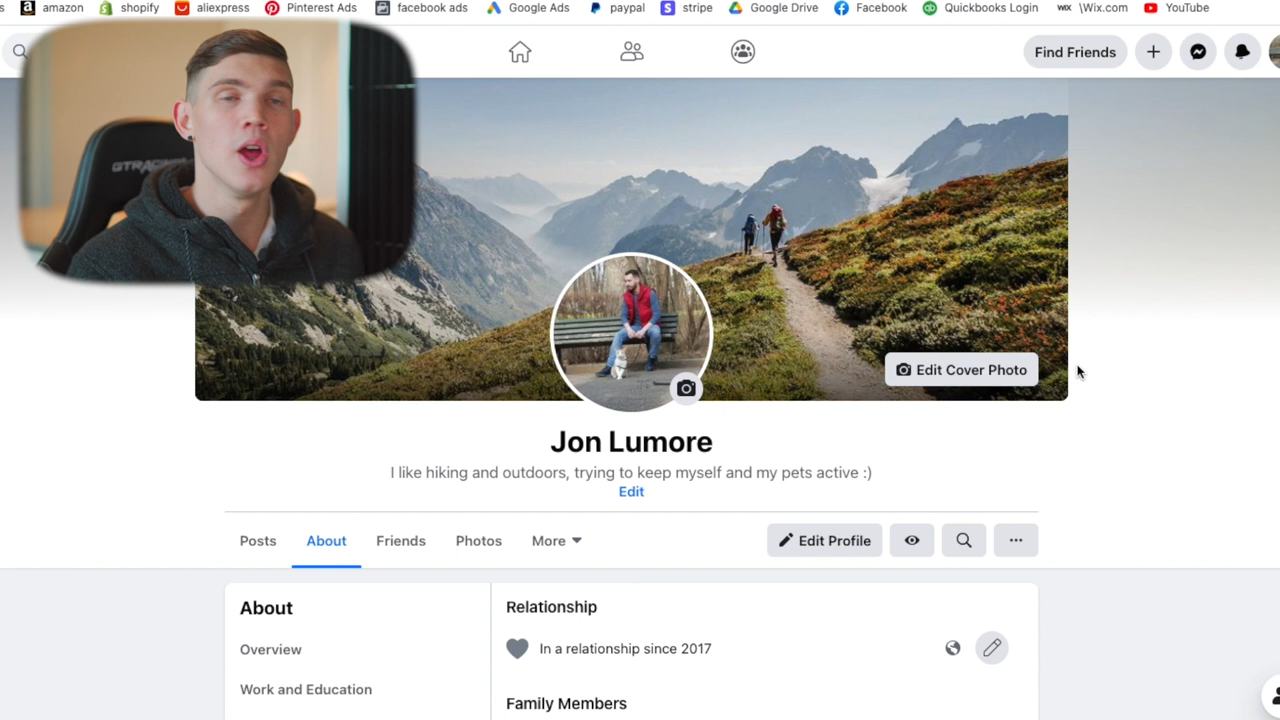 s amazon shopify aliexpress Pinterest Ads facebook ads Google Ads paypal stripe Google Drive Facebook Quickbooks Login WIX \Wix.com YouTube
Find Friends
Edit Cover Photo
Jon Lumore
I like hiking and outdoors, trying to keep myself and my pets active :)
Edit
Posts About Friends Photos More Edit Profile
About
Relationship
Overview
In a relationship since 2017
Work and Education
Family Members